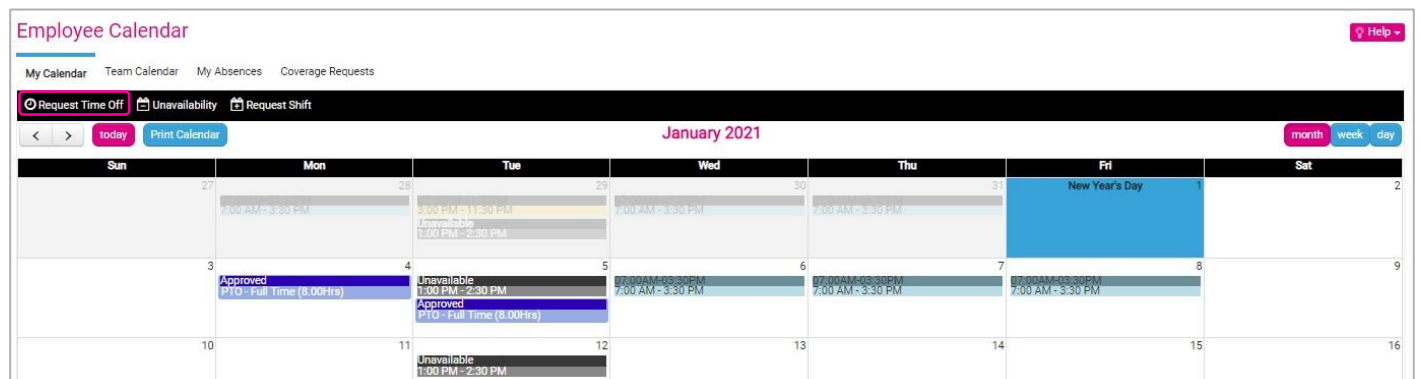 Employee Calendar
Help
My Calendar Team Calendar My Absences Coverage Requests
Request Time Off Unavailability Request Shift
< > today Print Calendar January 2021 month week day
Sun Mon Tue Wed Thu Fri Sat
27 28 29 30 31 New Year's Day 1 2
7:00 AM - 3:30 PM 3:00 PM - 11:30 PM 7:00 AM - 3:30 PM 7:00 AM - 3:30 PM
Unavailable
1:00 PM - 2:30 PM
3 4 5 6 7 8 9
Approved Unavailable 07:00AM-03:30PM 07:00AM-03:30PM 07:00AM-03:30PM
PTO - Full Time (8.00Hrs) 1:00 PM - 2:30 PM 7:00 AM - 3:30 PM 7:00 AM - 3:30 PM 7:00 AM - 3:30 PM
Approved
PTO - Full Time (8.00Hrs)
10 11 12 13 14 15 16
Unavailable
1:00 PM - 2:30 PM